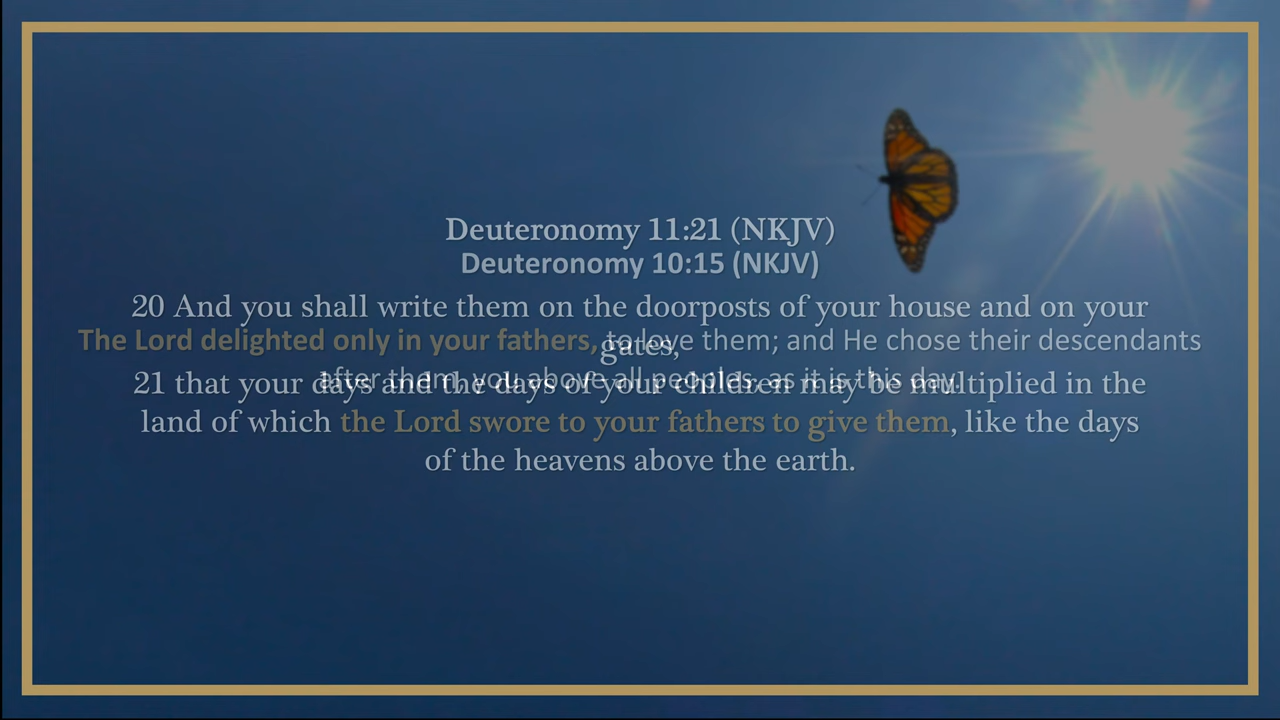 Deuteronomy 11:21 (NKJV)
20 And you shall write them on the doorposts of your house and on your
gates,
21 that your days and the days of your children may be multiplied in the
land of which the Lord swore to your fathers to give them, like the days
of the heavens above the earth.
Deuteronomy 10:15 (NKJV)
The Lord delighted only in your fathers, to love them; and He chose their descendants
after them, you above all peoples, as it is this day.